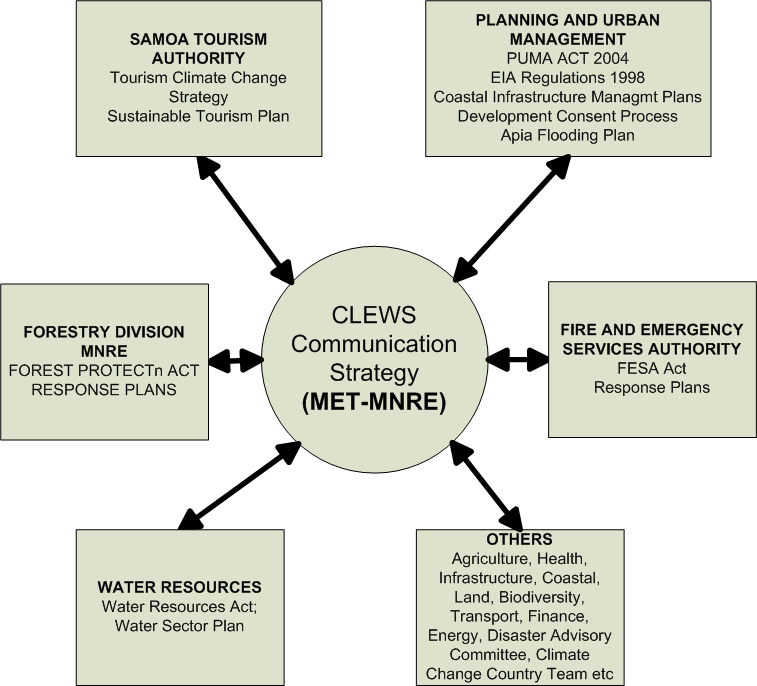 SAMOA TOURISM
AUTHORITY
Tourism Climate Change
Strategy
Sustainable Tourism Plan
PLANNING AND URBAN
MANAGEMENT
PUMA ACT 2004
EIA Regulations 1998
Coastal Infrastructure Managmt Plans
Development Consent Process
Apia Flooding Plan
FORESTRY DIVISION
MNRE
FOREST PROTECTn ACT
RESPONSE PLANS
CLEWS
Communication
Strategy
(MET-MNRE)
FIRE AND EMERGENCY
SERVICES AUTHORITY
FESA Act
Response Plans
WATER RESOURCES
Water Resources Act;
Water Sector Plan
OTHERS
Agriculture, Health,
Infrastructure, Coastal,
Land, Biodiversity,
Transport, Finance,
Energy, Disaster Advisory
Committee, Climate
Change Country Team etc